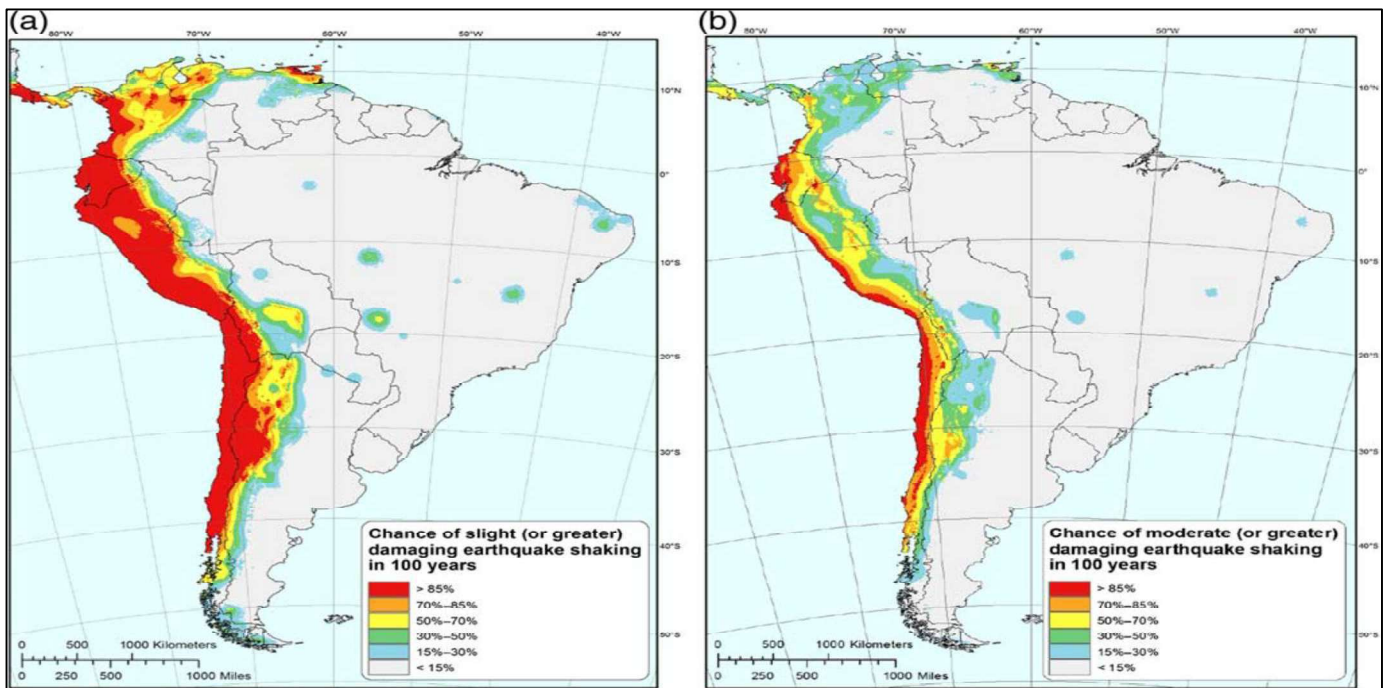 (a)
80°W 70°W 60°W 50°W 40°W
10°N
0°
10°S
20°S
30°S
40°S
50°S
Chance of slight (or greater)
damaging earthquake shaking
in 100 years
> 85%
70%–85%
50%–70%
30%–50%
15%–30%
< 15%
0 500 1000 Kilometers
0 250 500 1000 Miles
(b)
80°W 70°W 60°W 50°W 40°W
10°N
0°
10°S
20°S
30°S
40°S
50°S
70°W 60°W
Chance of moderate (or greater)
damaging earthquake shaking
in 100 years
> 85%
70%–85%
50%–70%
30%–50%
15%–30%
< 15%
0 500 1000 Kilometers
0 250 500 1000 Miles